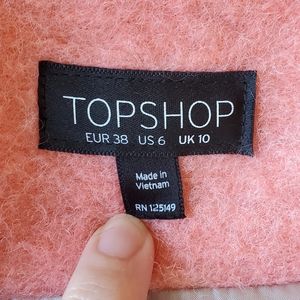 TOPSHOP
EUR 38 US 6 UK 10
Made in
Vietnam
RN 125149